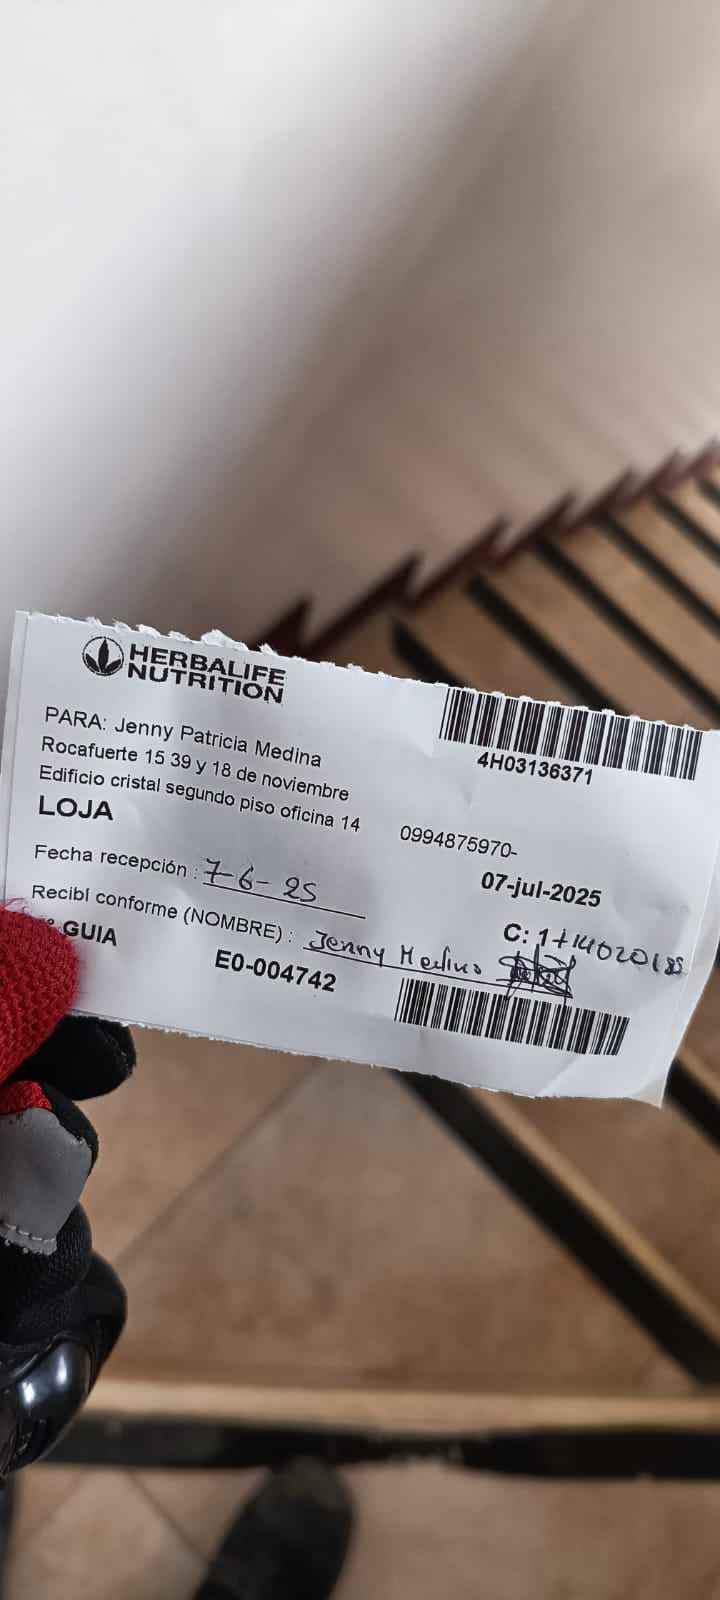 HERBALIFE
NUTRITION
4H03136371
PARA: Jenny Patricia Medina
Rocafuerte 15 39 y 18 de noviembre
Edificio cristal segundo piso oficina 14
LOJA
0994875970-
07-jul-2025
Fecha recepción : 7-6-25
C: 1
Recibí conforme (NOMBRE) : Jenny Medina
GUIA
E0-004742